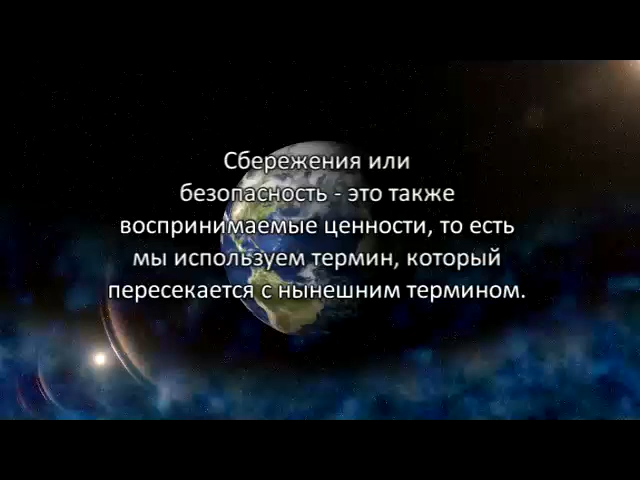 Сбережения или
безопасность - это также
воспринимаемые ценности, то есть
мы используем термин, который
пересекается с нынешним термином.